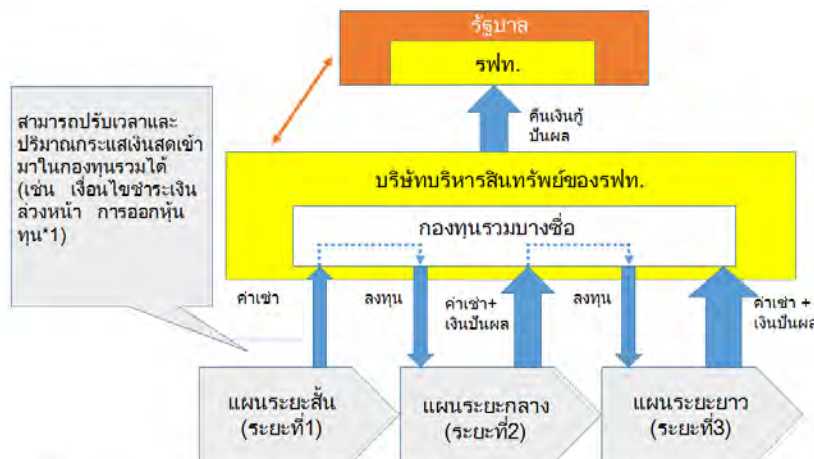 รัฐบาล
รฟท.
คืนเงินกู้
ปันผล
สามารถปรับเวลาและ
ปริมาณกระแสเงินสดเข้า
มาในกองทุนรวมได้
(เช่น เงื่อนไขชำระเงิน
ล่วงหน้า การออกหุ้น
ทุน*1)
บริษัทบริหารสินทรัพย์ของรฟท.
กองทุนรวมบางซื่อ
ค่าเช่า
ลงทุน
ค่าเช่า+
เงินปันผล
ลงทุน
ค่าเช่า +
เงินปันผล
แผนระยะสั้น
(ระยะที่1)
แผนระยะกลาง
(ระยะที่2)
แผนระยะยาว
(ระยะที่3)